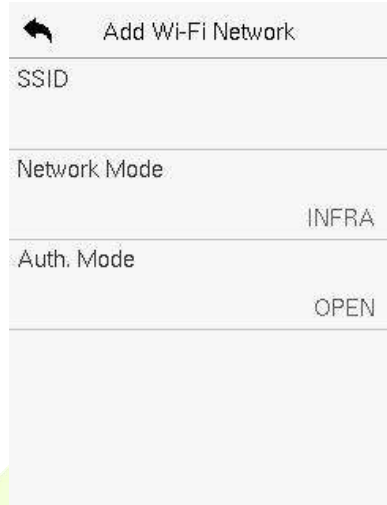 Add Wi-Fi Network
SSID
Network Mode
INFRA
Auth. Mode
OPEN